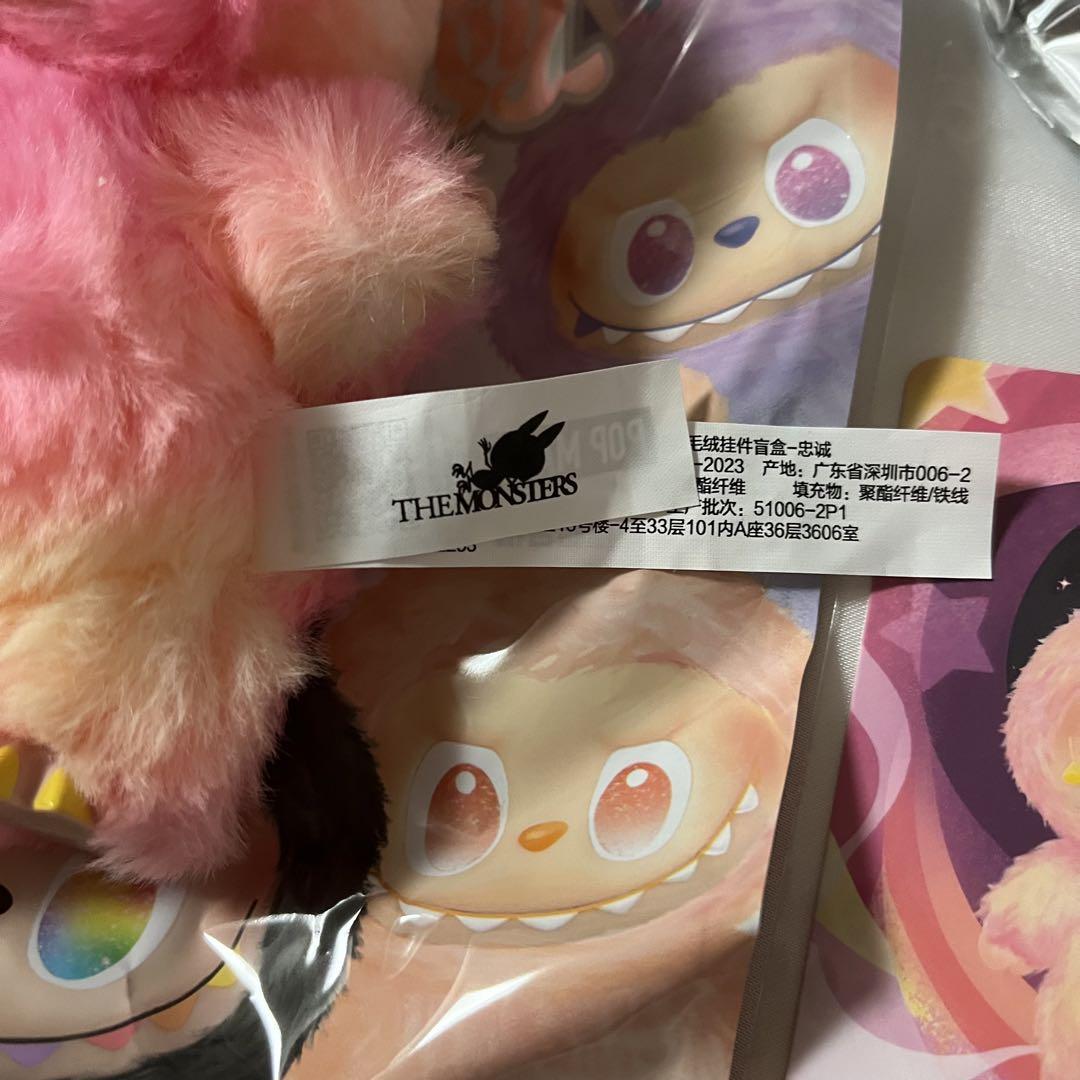 THE MONSTERS
毛绒挂件盲盒-忠诚
-2023 产地: 广东省深圳市006-2
酯纤维 填充物: 聚酯纤维/铁线
产批次: 51006-2P1
号楼-4至33层101内A座36层3606室
POP M